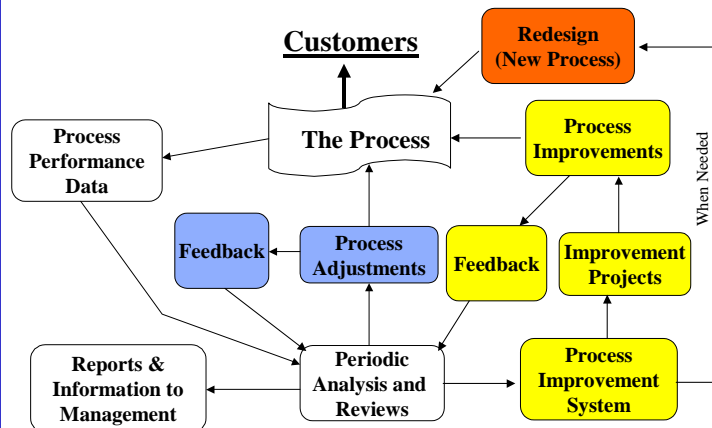 Customers
Redesign
(New Process)
The Process
Process
Improvements
Process
Performance
Data
When Needed
Feedback
Process
Adjustments
Feedback
Improvement
Projects
Reports &
Information to
Management
Periodic
Analysis and
Reviews
Process
Improvement
System